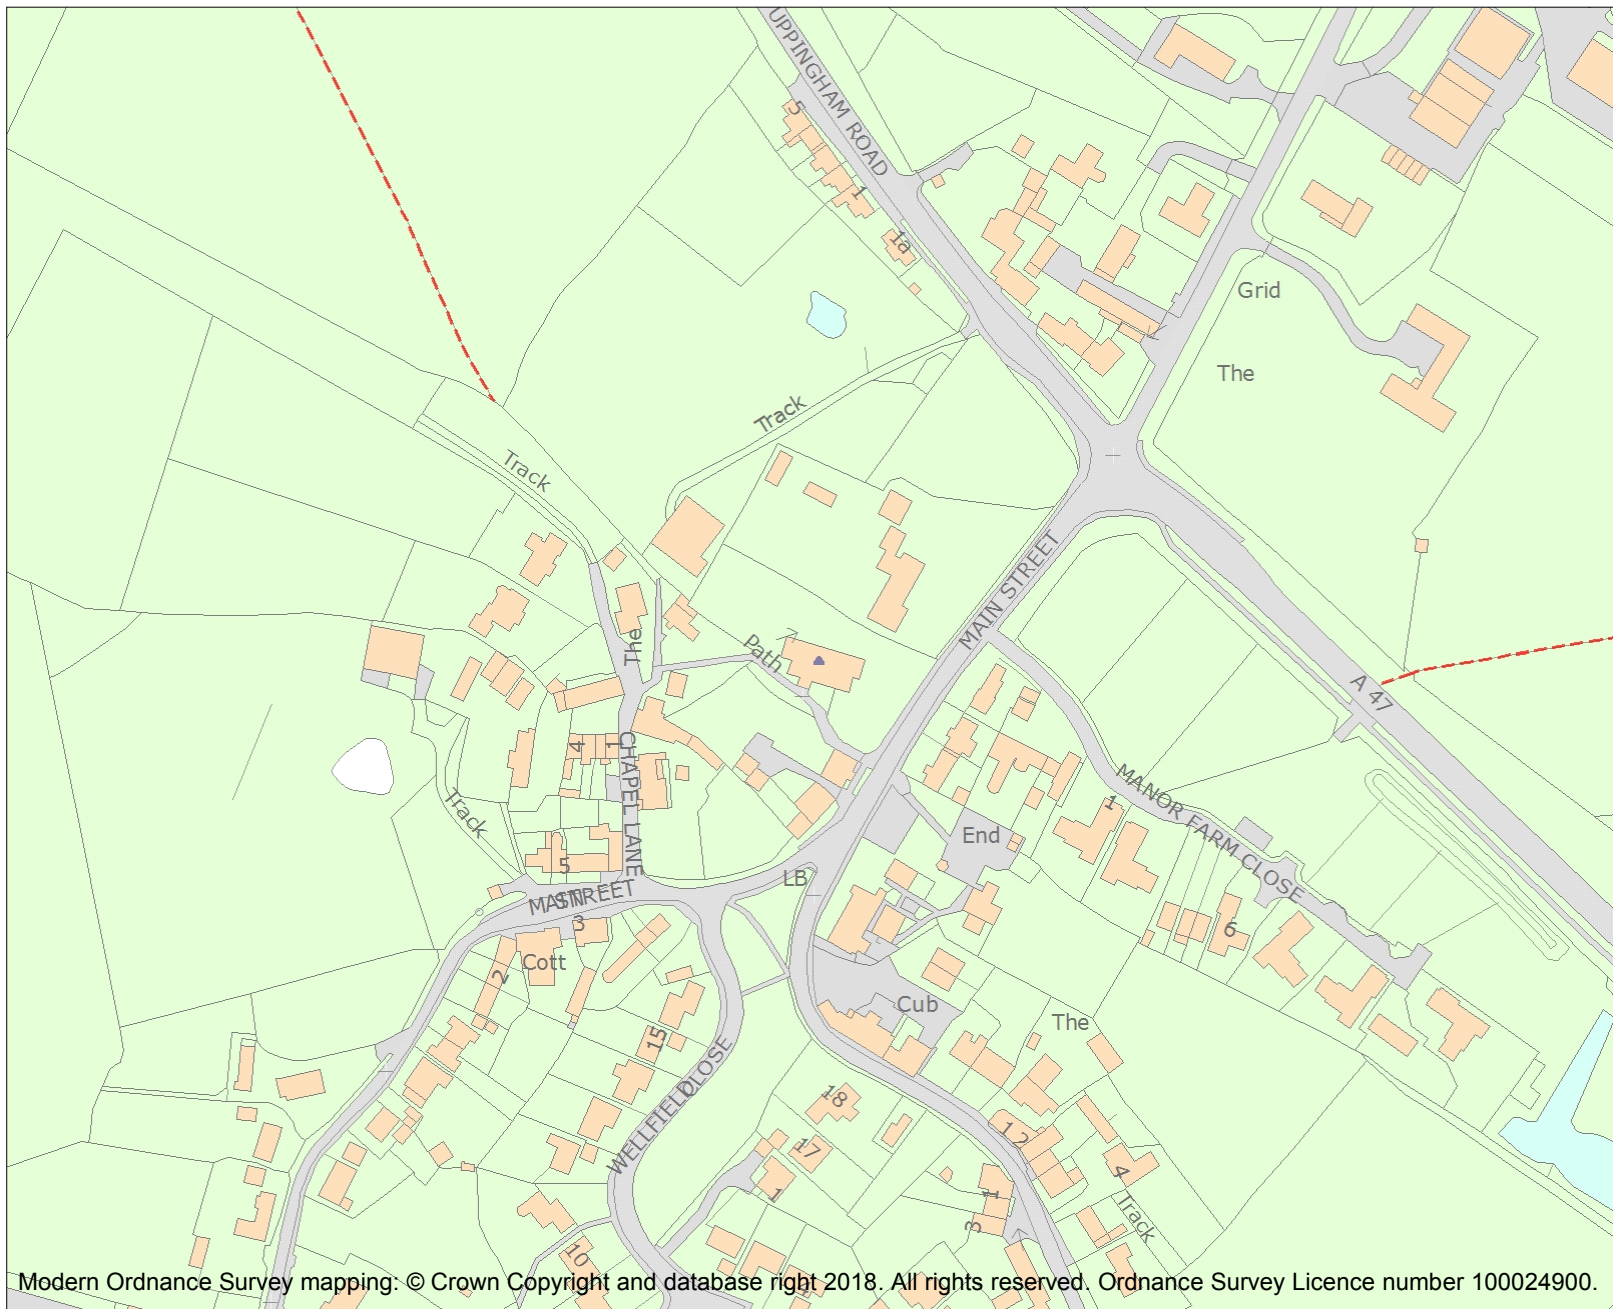 UPPINGHAM ROAD
5
1
1a
Grid
The
Track
Track
MAIN STREET
The
7
Path
A 47
CHAPEL LANE
4
1
MANOR FARM CLOSE
1
Track
End
5
LB
MAIN STREET
3
6
Cott
2
Cub
The
15
WELLFIELD CLOSE
18
12
17
4
1
1
Track
3
10
Modern Ordnance Survey mapping: © Crown Copyright and database right 2018. All rights reserved. Ordnance Survey Licence number 100024900.